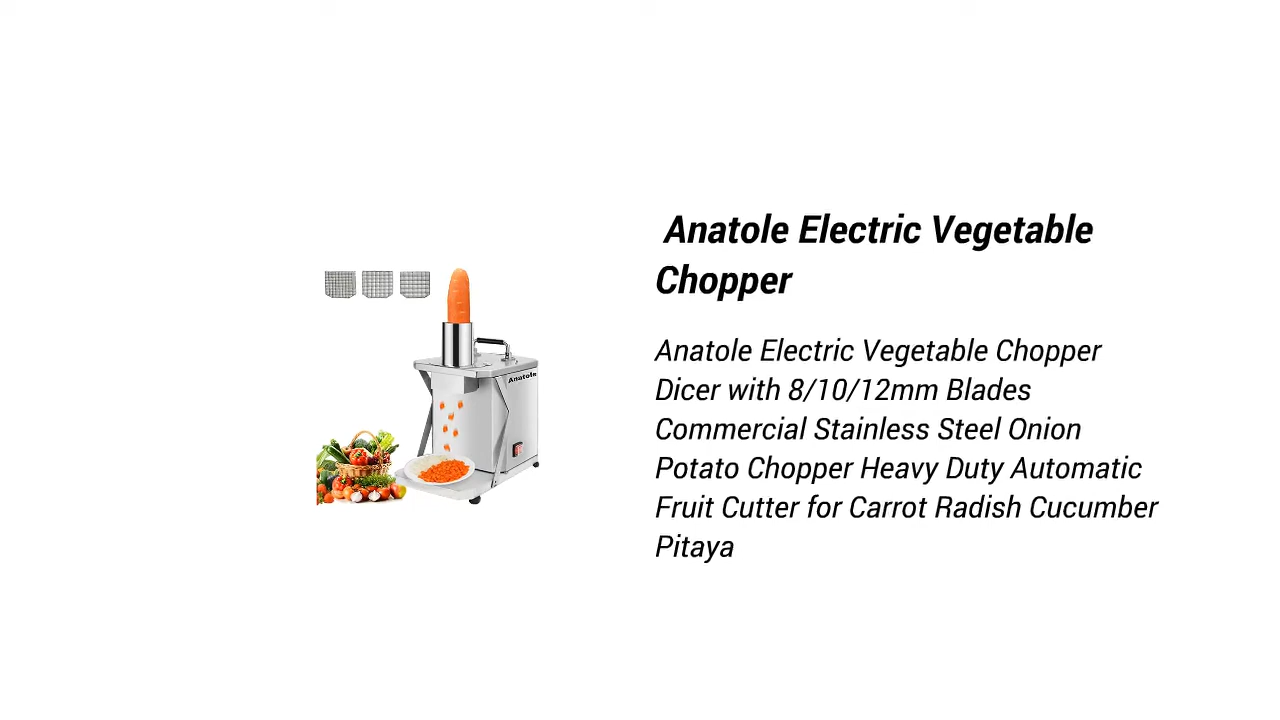 Anatole Electric Vegetable
Chopper
Anatole Electric Vegetable Chopper
Dicer with 8/10/12mm Blades
Commercial Stainless Steel Onion
Potato Chopper Heavy Duty Automatic
Fruit Cutter for Carrot Radish Cucumber
Pitaya
Anatole